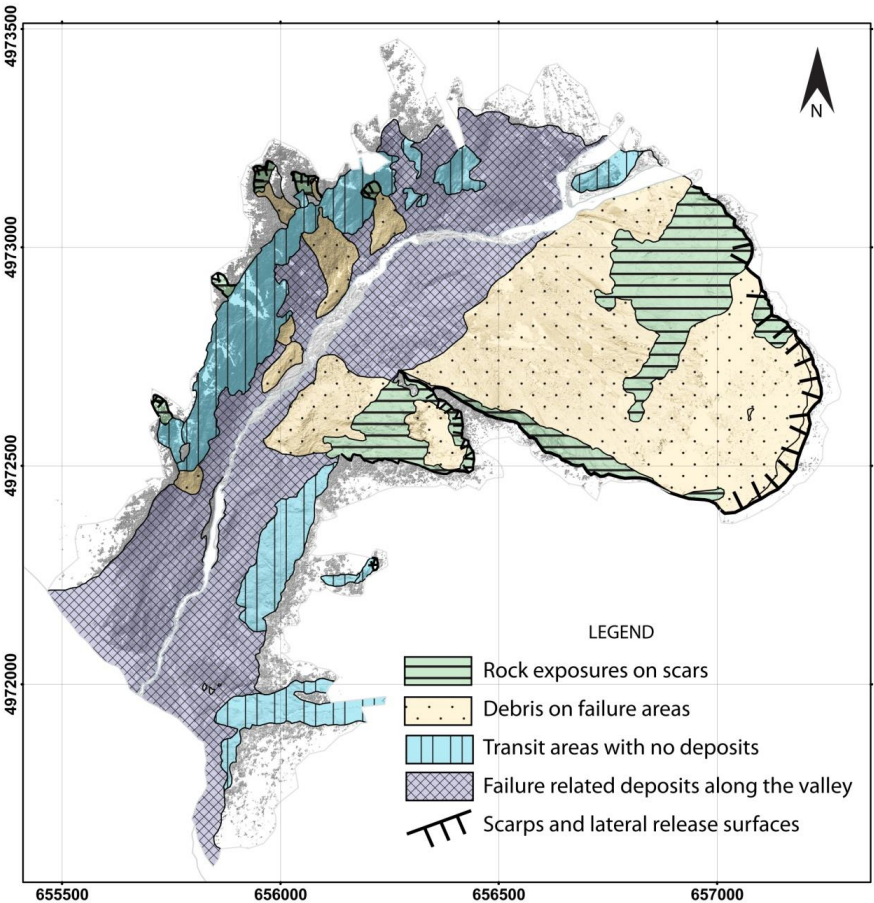 4973500
4973000
4972500
4972000
N
LEGEND
Rock exposures on scars
Debris on failure areas
Transit areas with no deposits
Failure related deposits along the valley
Scarps and lateral release surfaces
655500
656000
656500
657000